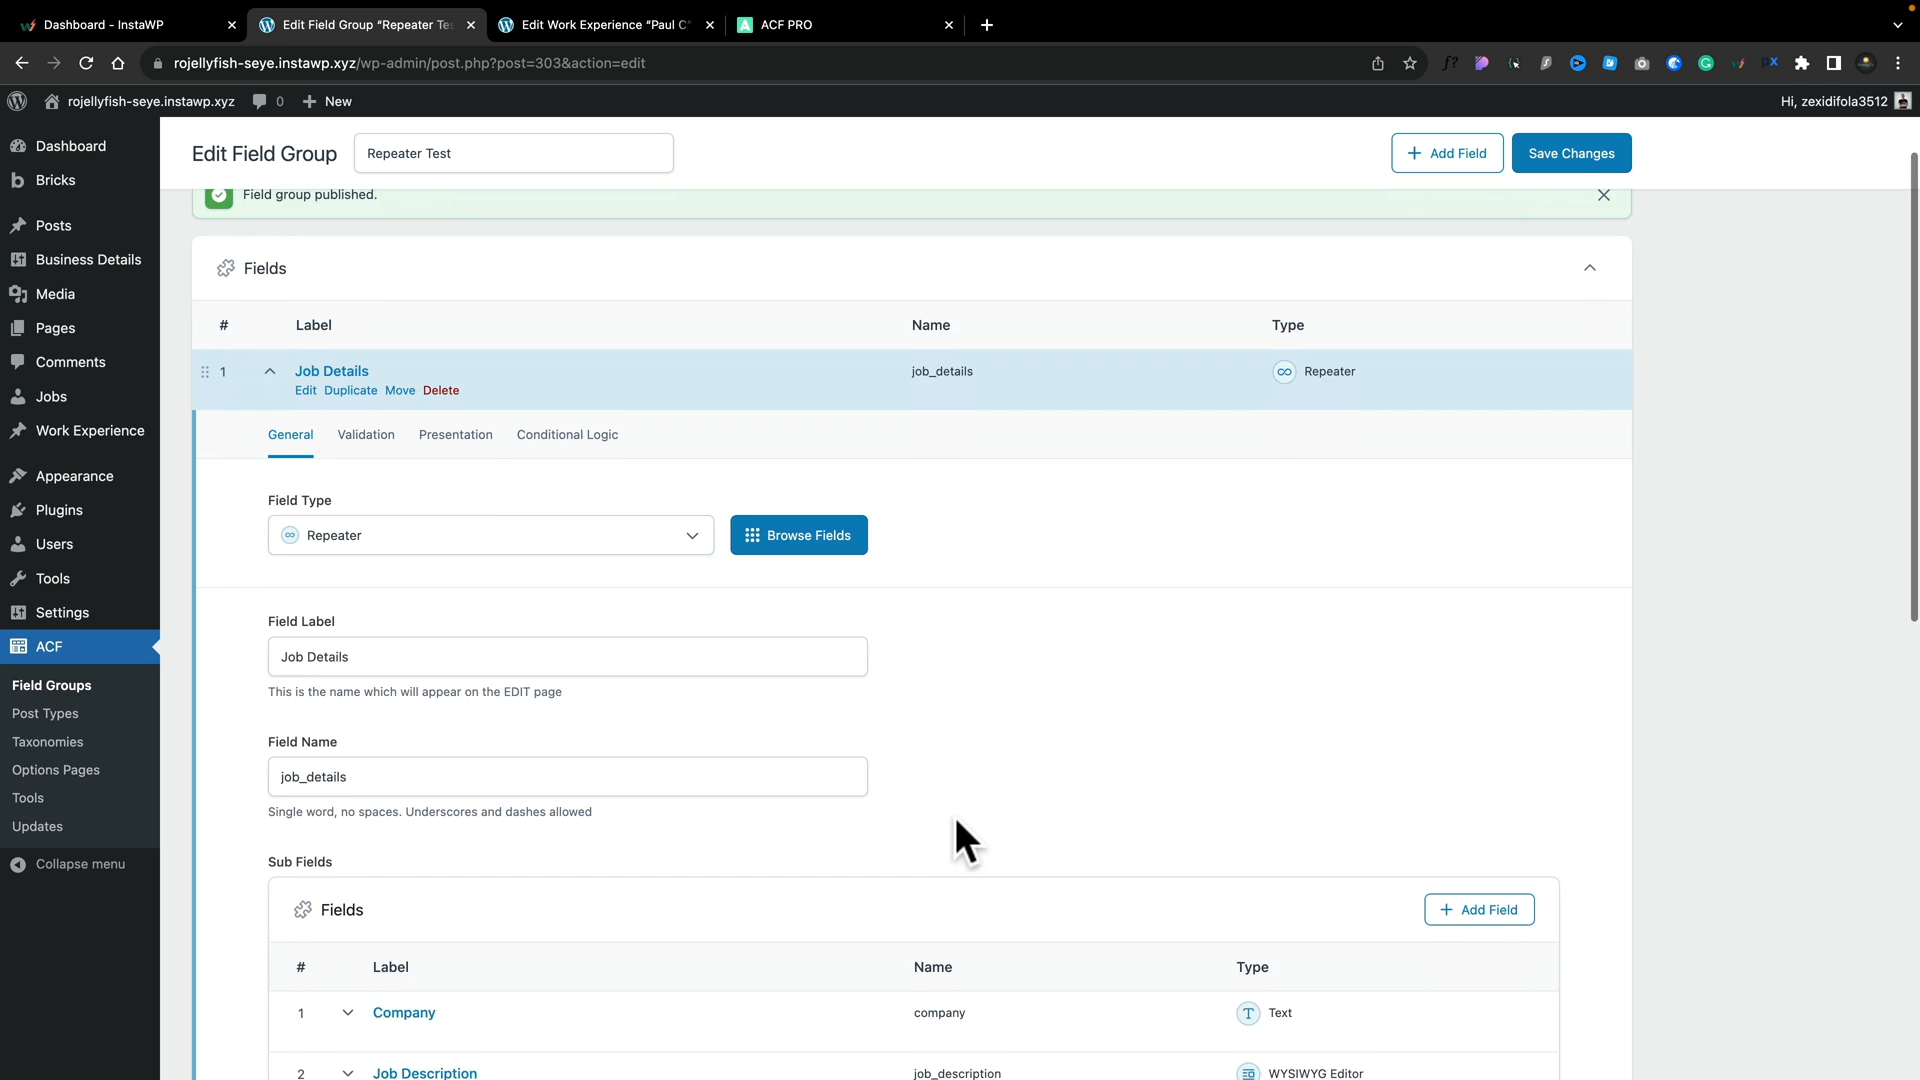 Dashboard - InstaWP
Edit Field Group “Repeater Te
Edit Work Experience “Paul C
ACF PRO
rojellyfish-seye.instawp.xyz/wp-admin/post.php?post=303&action=edit
rojellyfish-seye.instawp.xyz
0
New
Hi, zexidifola3512
Dashboard
Bricks
Posts
Business Details
Media
Pages
Comments
Jobs
Work Experience
Appearance
Plugins
Users
Tools
Settings
ACF
Field Groups
Post Types
Taxonomies
Options Pages
Tools
Updates
Collapse menu
Edit Field Group
Repeater Test
+ Add Field
Save Changes
Field group published.
Fields
# Label Name Type
1 Job Details job_details Repeater
Edit Duplicate Move Delete
General Validation Presentation Conditional Logic
Field Type
Repeater
Browse Fields
Field Label
Job Details
This is the name which will appear on the EDIT page
Field Name
job_details
Single word, no spaces. Underscores and dashes allowed
Sub Fields
Fields
+ Add Field
# Label Name Type
1 Company company Text
2 Job Description job_description WYSIWYG Editor